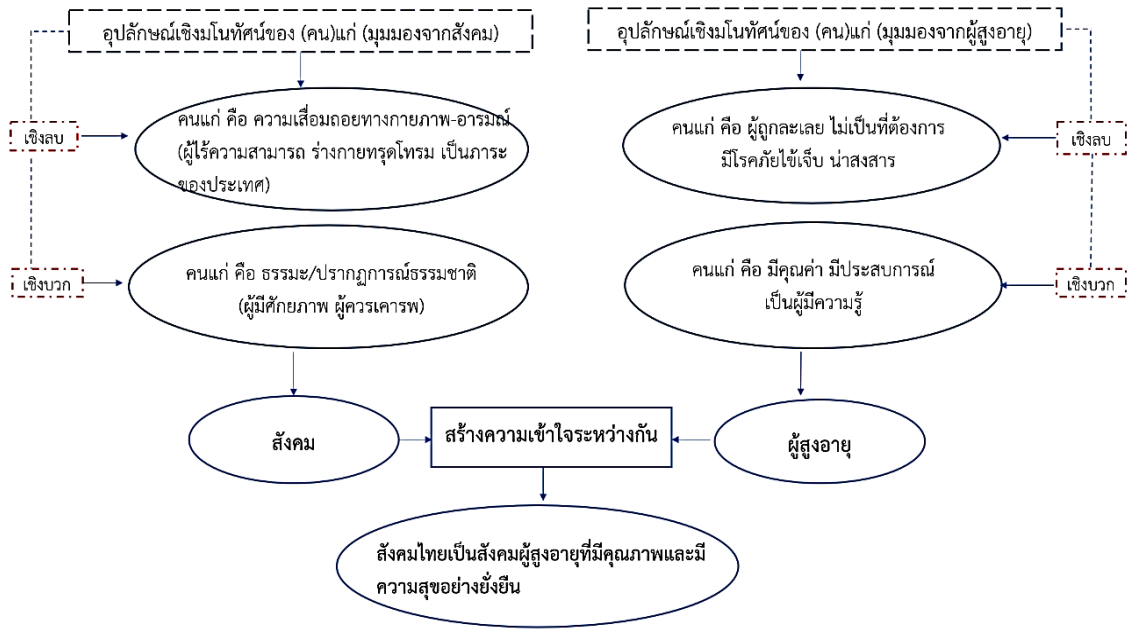 อุปลักษณ์เชิงมโนทัศน์ของ (คน)แก่ (มุมมองจากสังคม)
อุปลักษณ์เชิงมโนทัศน์ของ (คน)แก่ (มุมมองจากผู้สูงอายุ)
เชิงลบ
คนแก่ คือ ความเสื่อมถอยทางกายภาพ-อารมณ์
(ผู้ไร้ความสามารถ ร่างกายทรุดโทรม เป็นภาระ
ของประเทศ)
คนแก่ คือ ผู้ถูกละเลย ไม่เป็นที่ต้องการ
มีโรคภัยไข้เจ็บ น่าสงสาร
เชิงลบ
เชิงบวก
คนแก่ คือ ธรรมะ/ปรากฏการณ์ธรรมชาติ
(ผู้มีศักยภาพ ผู้ควรเคารพ)
คนแก่ คือ มีคุณค่า มีประสบการณ์
เป็นผู้มีความรู้
เชิงบวก
สังคม
สร้างความเข้าใจระหว่างกัน
ผู้สูงอายุ
สังคมไทยเป็นสังคมผู้สูงอายุที่มีคุณภาพและมี
ความสุขอย่างยั่งยืน